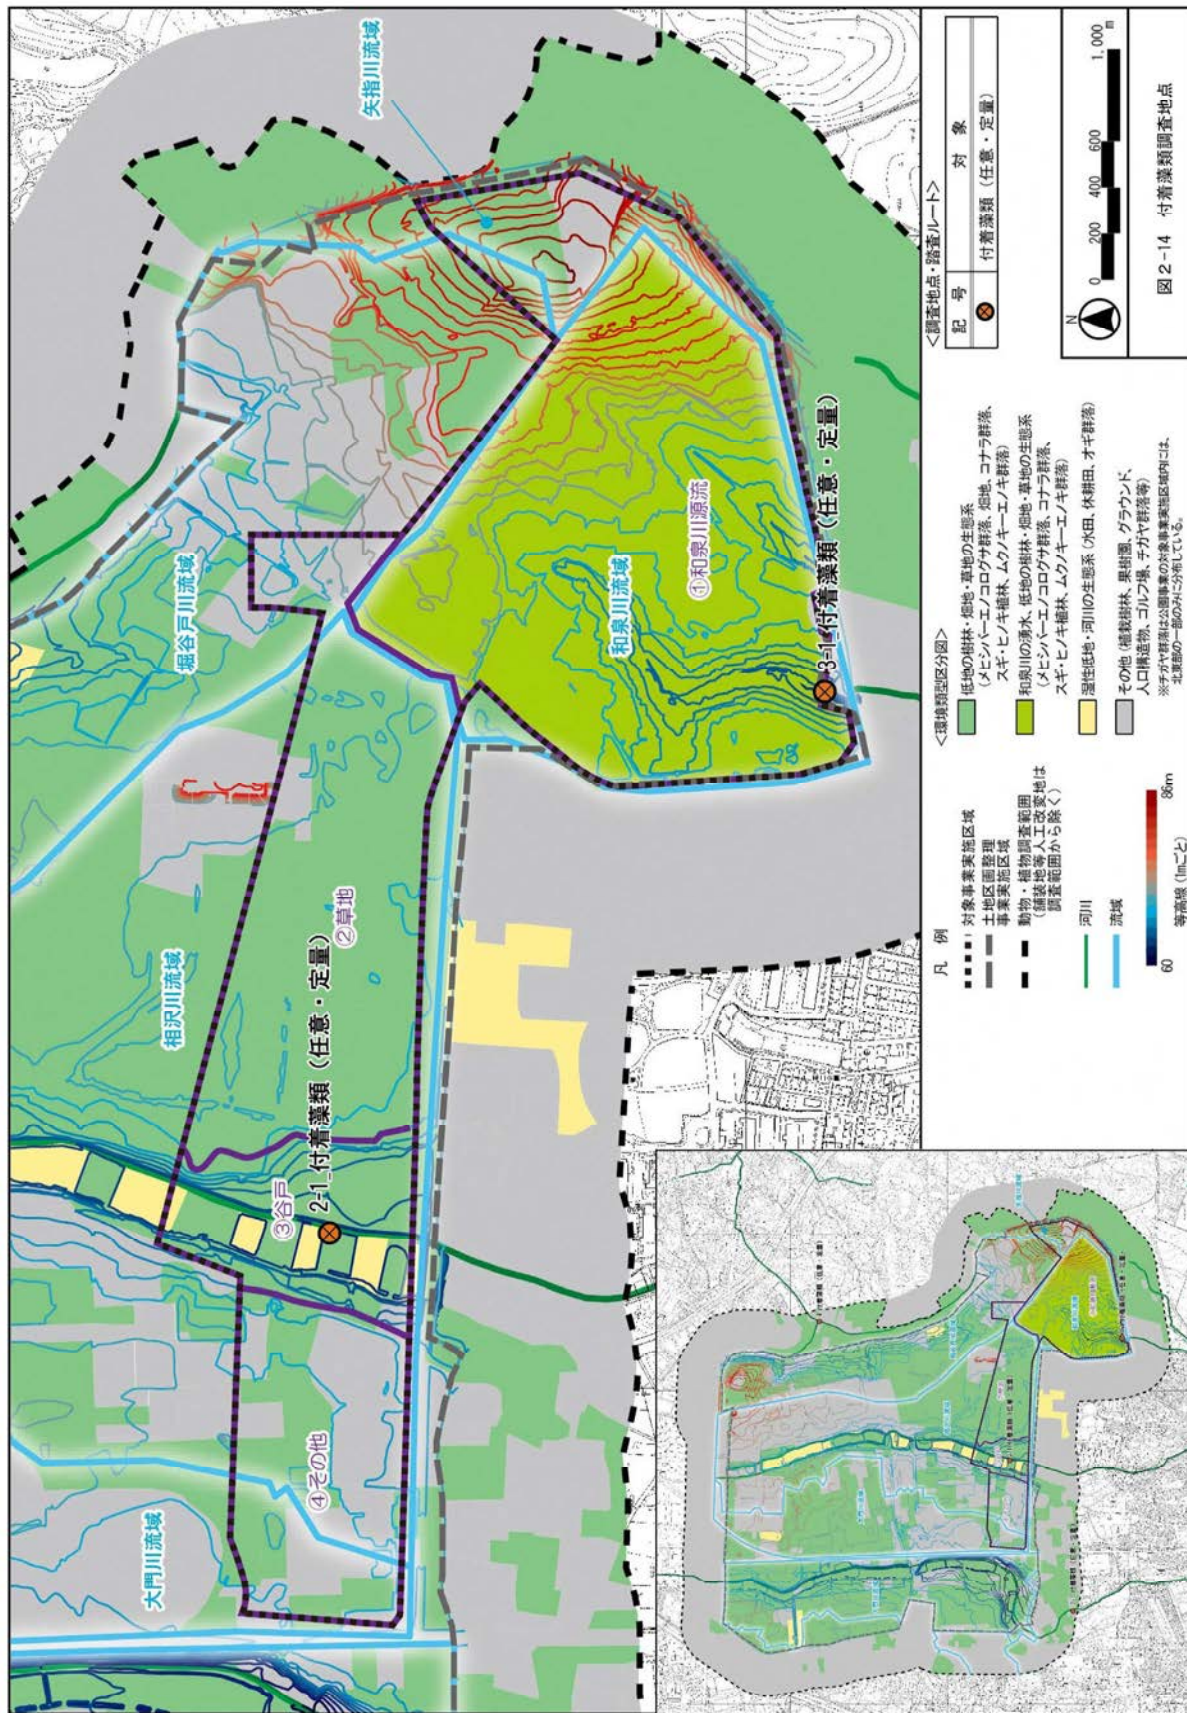 矢指川流域
堀谷戸川流域
相沢川流域
大門川流域
和泉川流域
①和泉川源流
②草地
③谷戸
④その他
2-1_付着藻類（任意・定量）
3-1_付着藻類（任意・定量）
凡　例
対象事業実施区域
土地区画整理
事業実施区域
動物・植物調査範囲
（舗装地等人工改変地は
調査範囲から除く）
河川
流域
60
86m
等高線（1mごと）
＜環境類型区分図＞
低地の樹林・畑地・草地の生態系
（メヒシバーエノコログサ群落、畑地、コナラ群落、
スギ・ヒノキ植林、ムクノキーエノキ群落）
和泉川の湧水、低地の樹林・畑地・草地の生態系
（メヒシバーエノコログサ群落、コナラ群落、
スギ・ヒノキ植林、ムクノキーエノキ群落）
湿性低地・河川の生態系（水田、休耕田、オギ群落）
その他（植栽樹林、果樹園、グラウンド、
人口構造物、ゴルフ場、チガヤ群落等）
※チガヤ群落は公園事業の対象事業実施区域内には、
北東部の一部のみに分布している。
＜調査地点・踏査ルート＞
記　号
対　　象
付着藻類（任意・定量）
N
0
200
400
600
1,000
m
図2-14　付着藻類調査地点